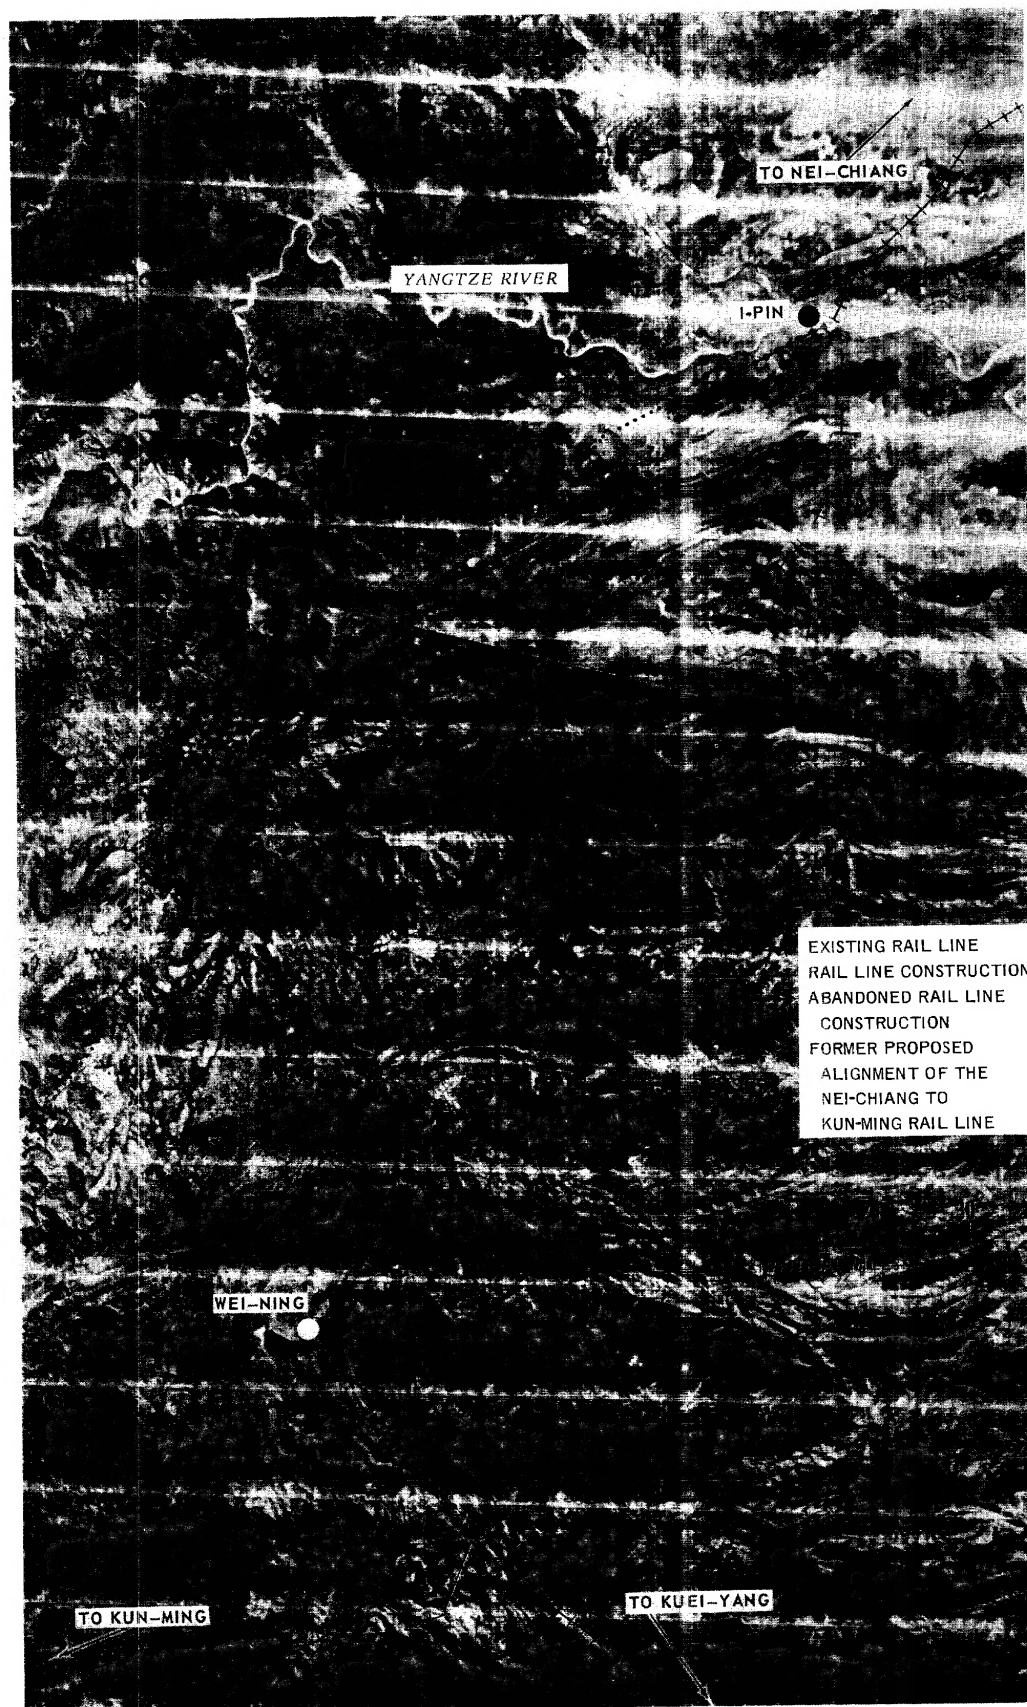 TO NEI-CHIANG
YANGTZE RIVER
I-PIN
EXISTING RAIL LINE
RAIL LINE CONSTRUCTION
ABANDONED RAIL LINE
CONSTRUCTION
FORMER PROPOSED
ALIGNMENT OF THE
NEI-CHIANG TO
KUN-MING RAIL LINE
WEI-NING
TO KUN-MING
TO KUEI-YANG